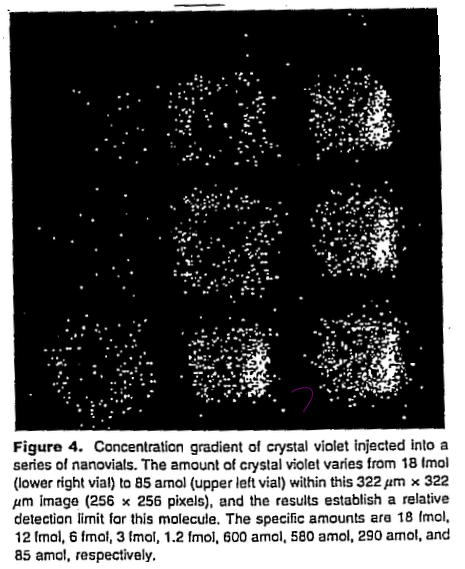 Figure 4. Concentration gradient of crystal violet injected into a
series of nanovials. The amount of crystal violet varies from 18 fmol
(lower right vial) to 85 amol (upper left vial) within this 322 μm × 322
μm image (256 × 256 pixels), and the results establish a relative
detection limit for this molecule. The specific amounts are 18 fmol,
12 fmol, 6 fmol, 3 fmol, 1.2 fmol, 600 amol, 580 amol, 290 amol, and
85 amol, respectively.